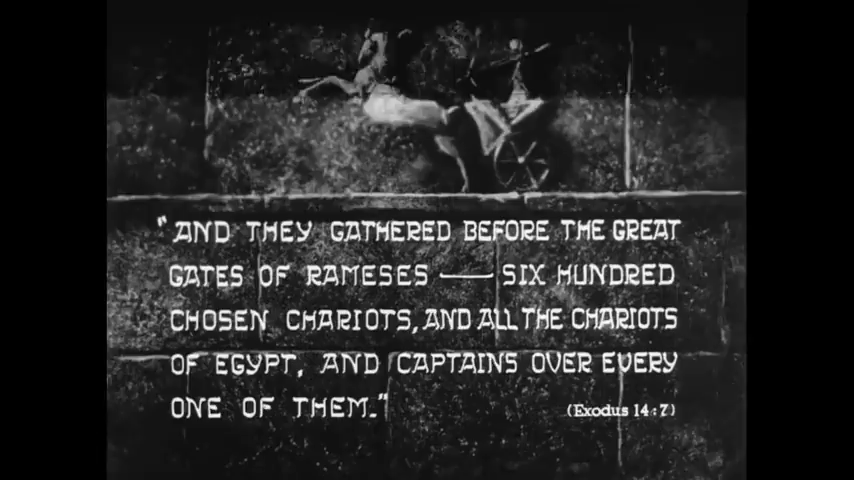 "AND THEY GATHERED BEFORE THE GREAT
GATES OF RAMESES — SIX HUNDRED
CHOSEN CHARIOTS, AND ALL THE CHARIOTS
OF EGYPT, AND CAPTAINS OVER EVERY
ONE OF THEM."
(Exodus 14:7)